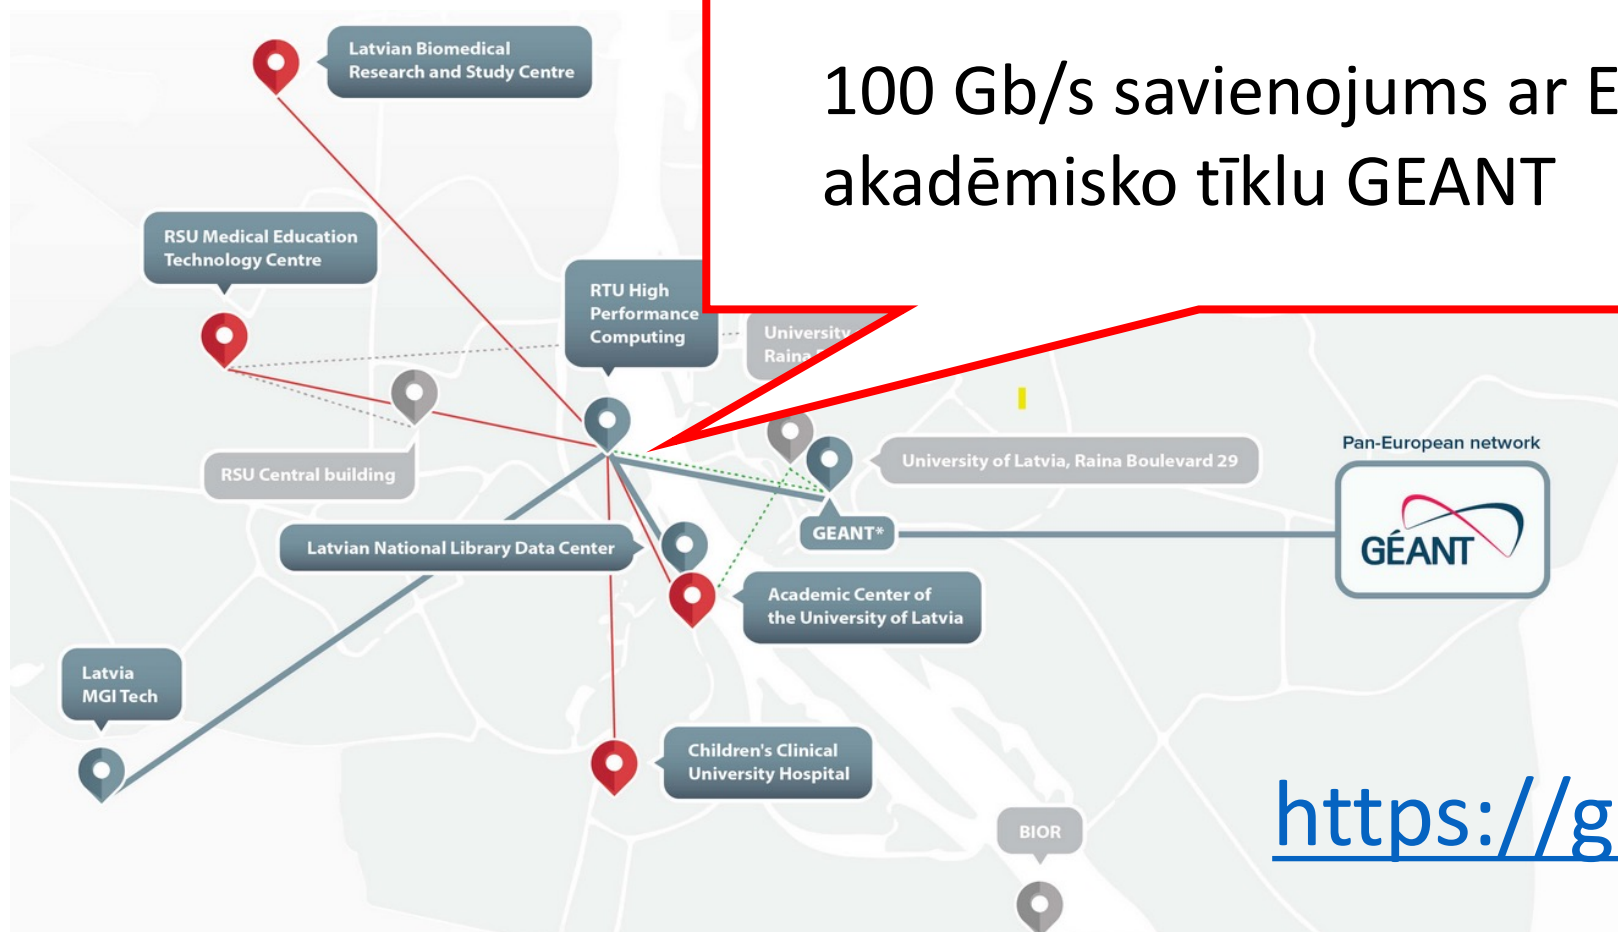 Latvian Biomedical
Research and Study Centre
100 Gb/s savienojums ar E
akadēmisko tīklu GEANT
RSU Medical Education
Technology Centre
RTU High
Performance
Computing
University
Raina
RSU Central building
University of Latvia, Raina Boulevard 29
Pan-European network
GÉANT
GEANT*
Latvian National Library Data Center
Academic Center of
the University of Latvia
Latvia
MGI Tech
Children's Clinical
University Hospital
BIOR
https://g